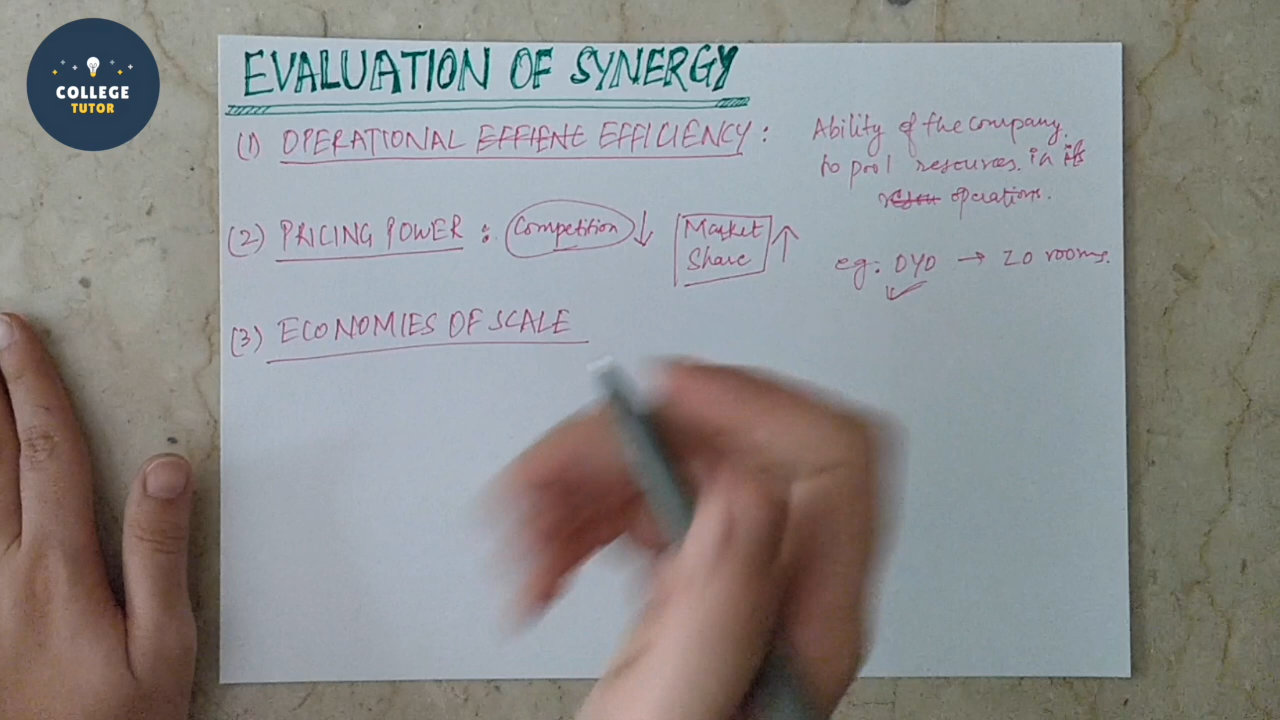 COLLEGE
TUTOR
EVALUATION OF SYNERGY
(1) OPERATIONAL EFFIENT EFFICIENCY :
Ability of the company.
to pool resources. in its
operations.
(2) PRICING POWER : Competition ↓
Market ↑
Share
eg: OYO → ZO rooms.
(3) ECONOMIES OF SCALE